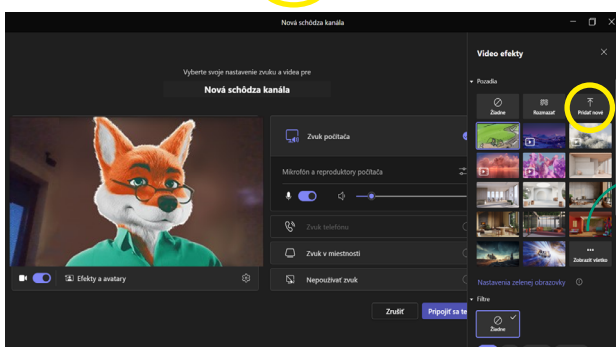 Nová schôdza kanála
Vyberte svoje nastavenie zvuku a videa pre
Nová schôdza kanála
Efekty a avatary
Zvuk počítača
Mikrofón a reproduktory počítača
Zvuk telefónu
Zvuk v miestnosti
Nepoužívať zvuk
Zrušiť
Pripojiť sa te
Video efekty
Pozadia
Žiadne
Rozmazať
Pridať nové
Zobraziť všetko
Nastavenia zelenej obrazovky
Filtre
Žiadne